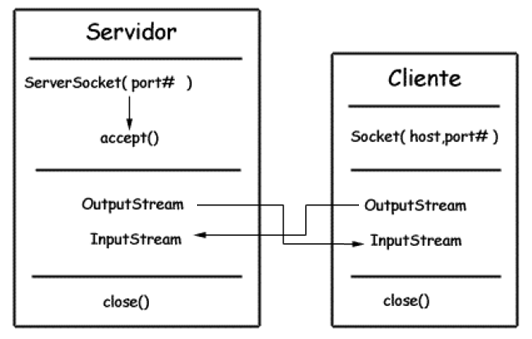 Servidor
ServerSocket( port# )
accept()
OutputStream
InputStream
close()
Cliente
Socket( host,port# )
OutputStream
InputStream
close()